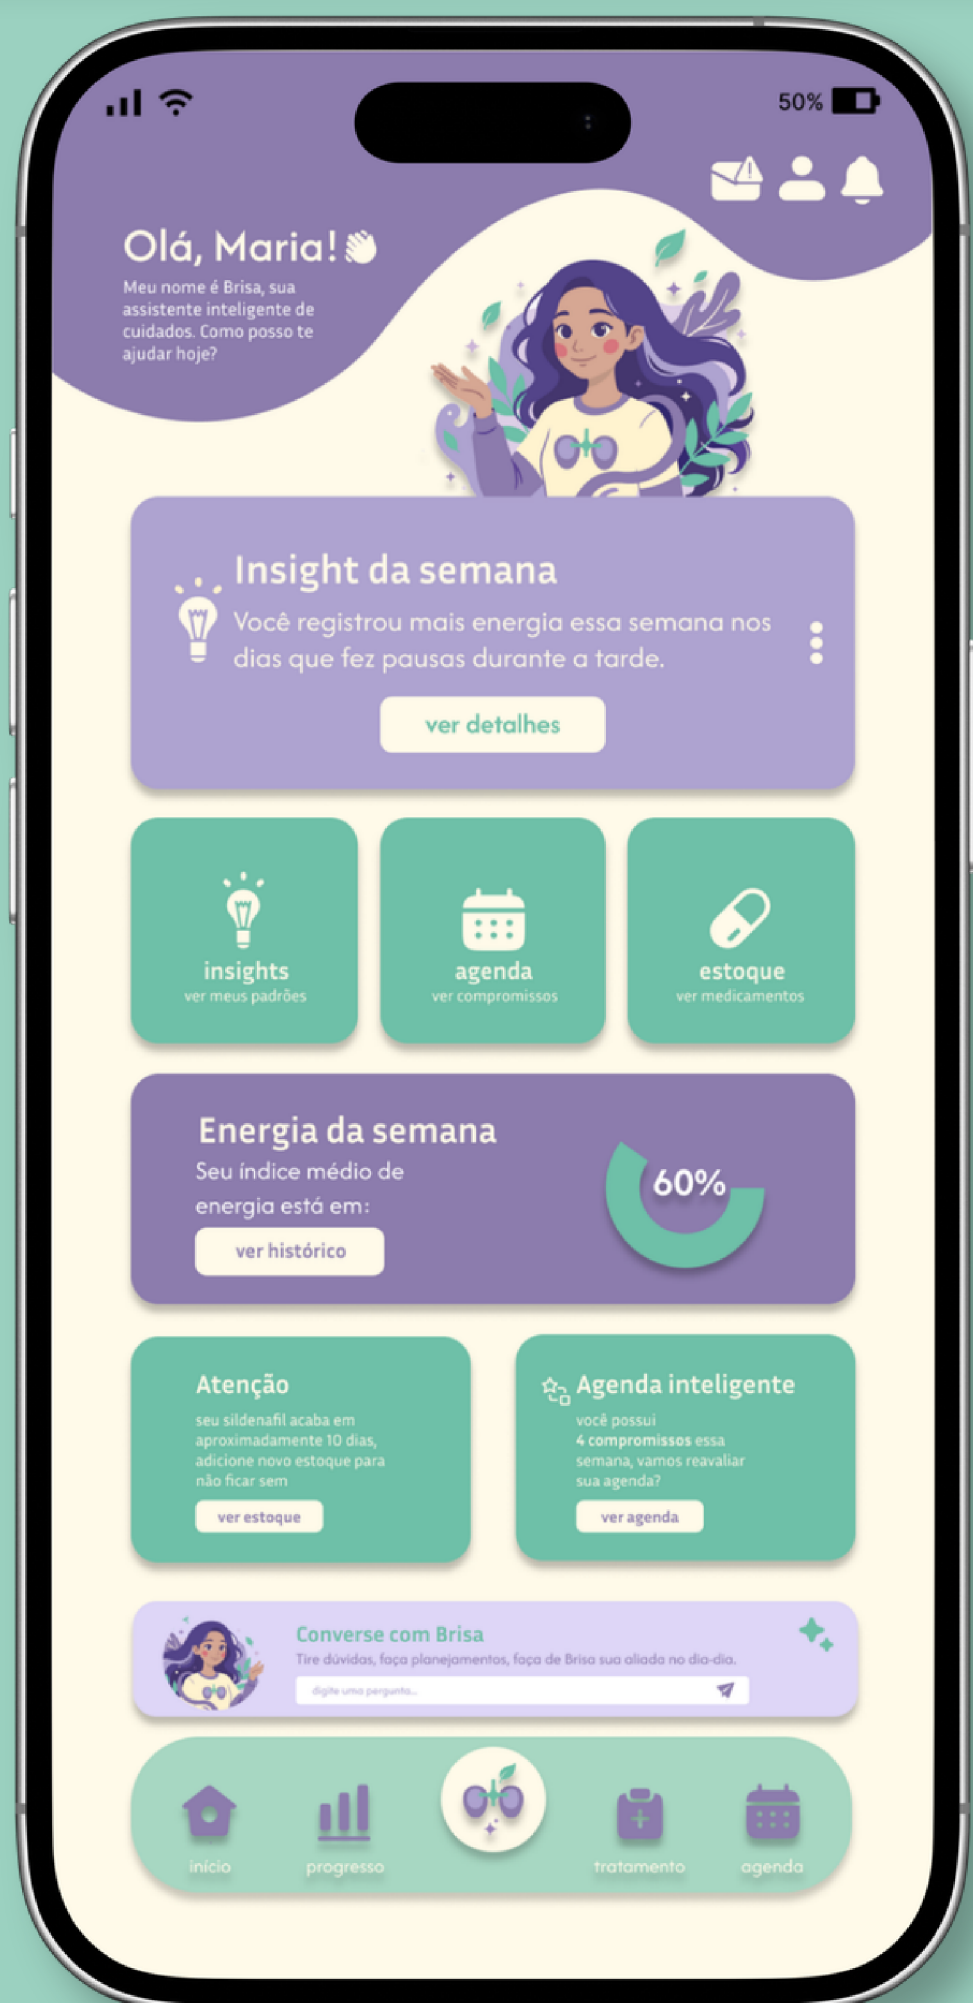 50%
Olá, Maria!
Meu nome é Brisa, sua
assistente inteligente de
cuidados. Como posso te
ajudar hoje?
Insight da semana
Você registrou mais energia essa semana nos
dias que fez pausas durante a tarde.
ver detalhes
insights
ver meus padrões
agenda
ver compromissos
estoque
ver medicamentos
Energia da semana
Seu índice médio de
energia está em:
60%
ver histórico
Atenção
seu sildenafil acaba em
aproximadamente 10 dias,
adicione novo estoque para
não ficar sem
ver estoque
Agenda inteligente
você possui
4 compromissos essa
semana, vamos reavaliar
sua agenda?
ver agenda
Converse com Brisa
Tire dúvidas, faça planejamentos, faça de Brisa sua aliada no dia-dia.
digite uma pergunta...
início
progresso
tratamento
agenda